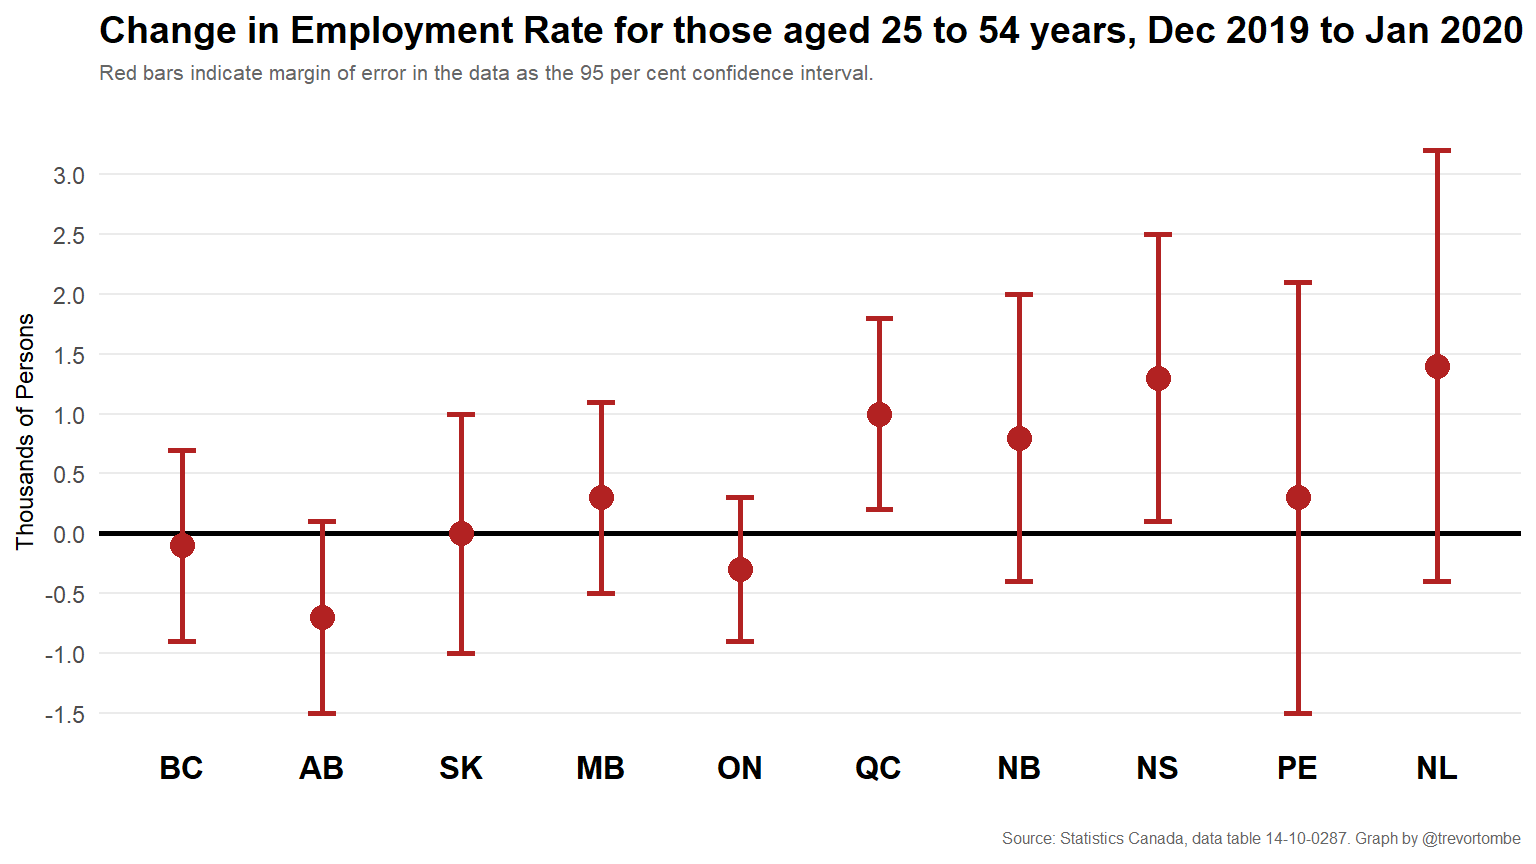 Change in Employment Rate for those aged 25 to 54 years, Dec 2019 to Jan 2020
Red bars indicate margin of error in the data as the 95 per cent confidence interval.
Thousands of Persons
3.0
2.5
2.0
1.5
1.0
0.5
0.0
-0.5
-1.0
-1.5
BC AB SK MB ON QC NB NS PE NL
Source: Statistics Canada, data table 14-10-0287. Graph by @trevortombe